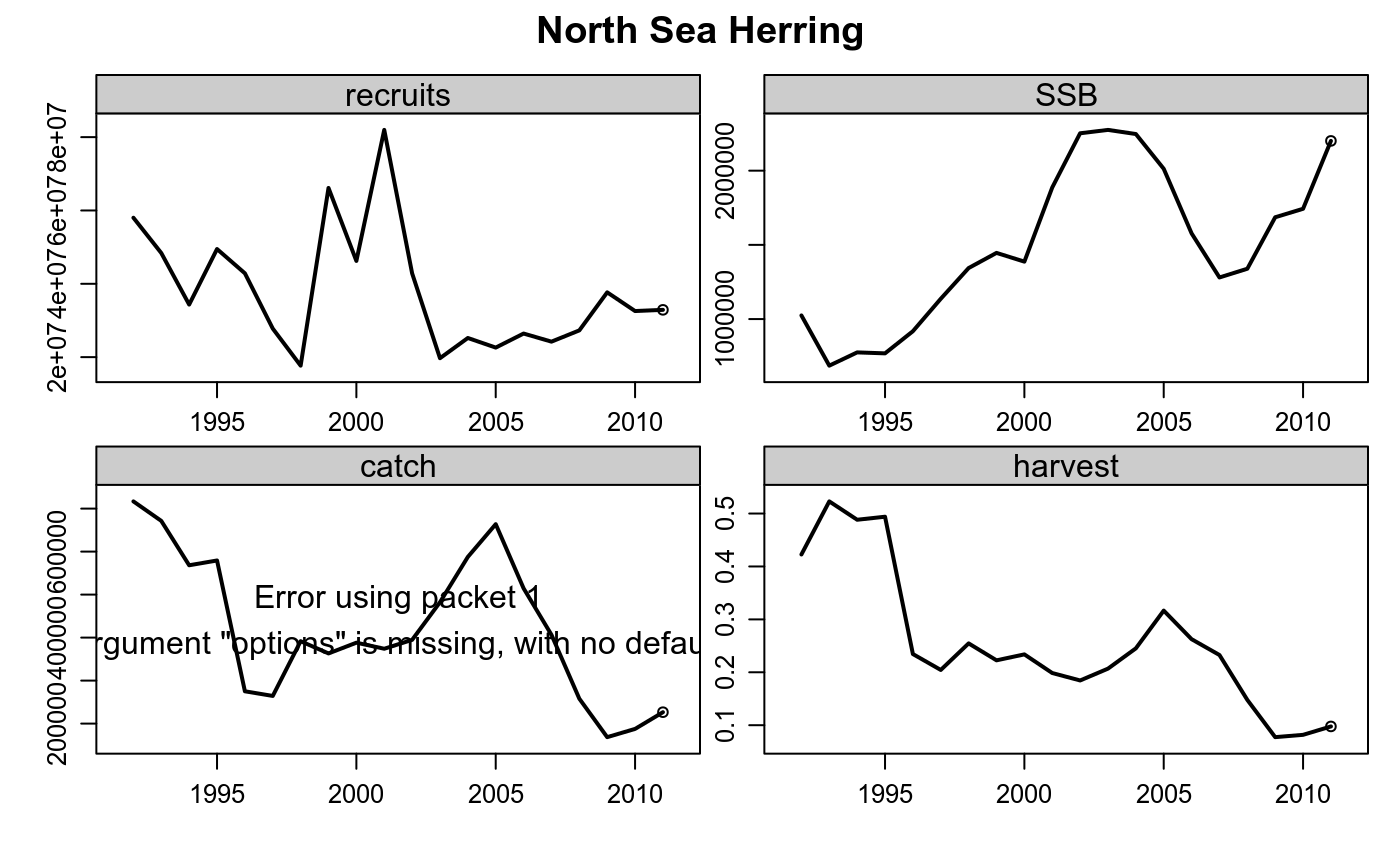 North Sea Herring
recruits
2e+07 4e+07 6e+07 8e+07
1995 2000 2005 2010
SSB
1000000 2000000
1995 2000 2005 2010
catch
200000 400000 600000
Error using packet 1
rgument "options" is missing, with no defau
1995 2000 2005 2010
harvest
0.1 0.2 0.3 0.4 0.5
1995 2000 2005 2010